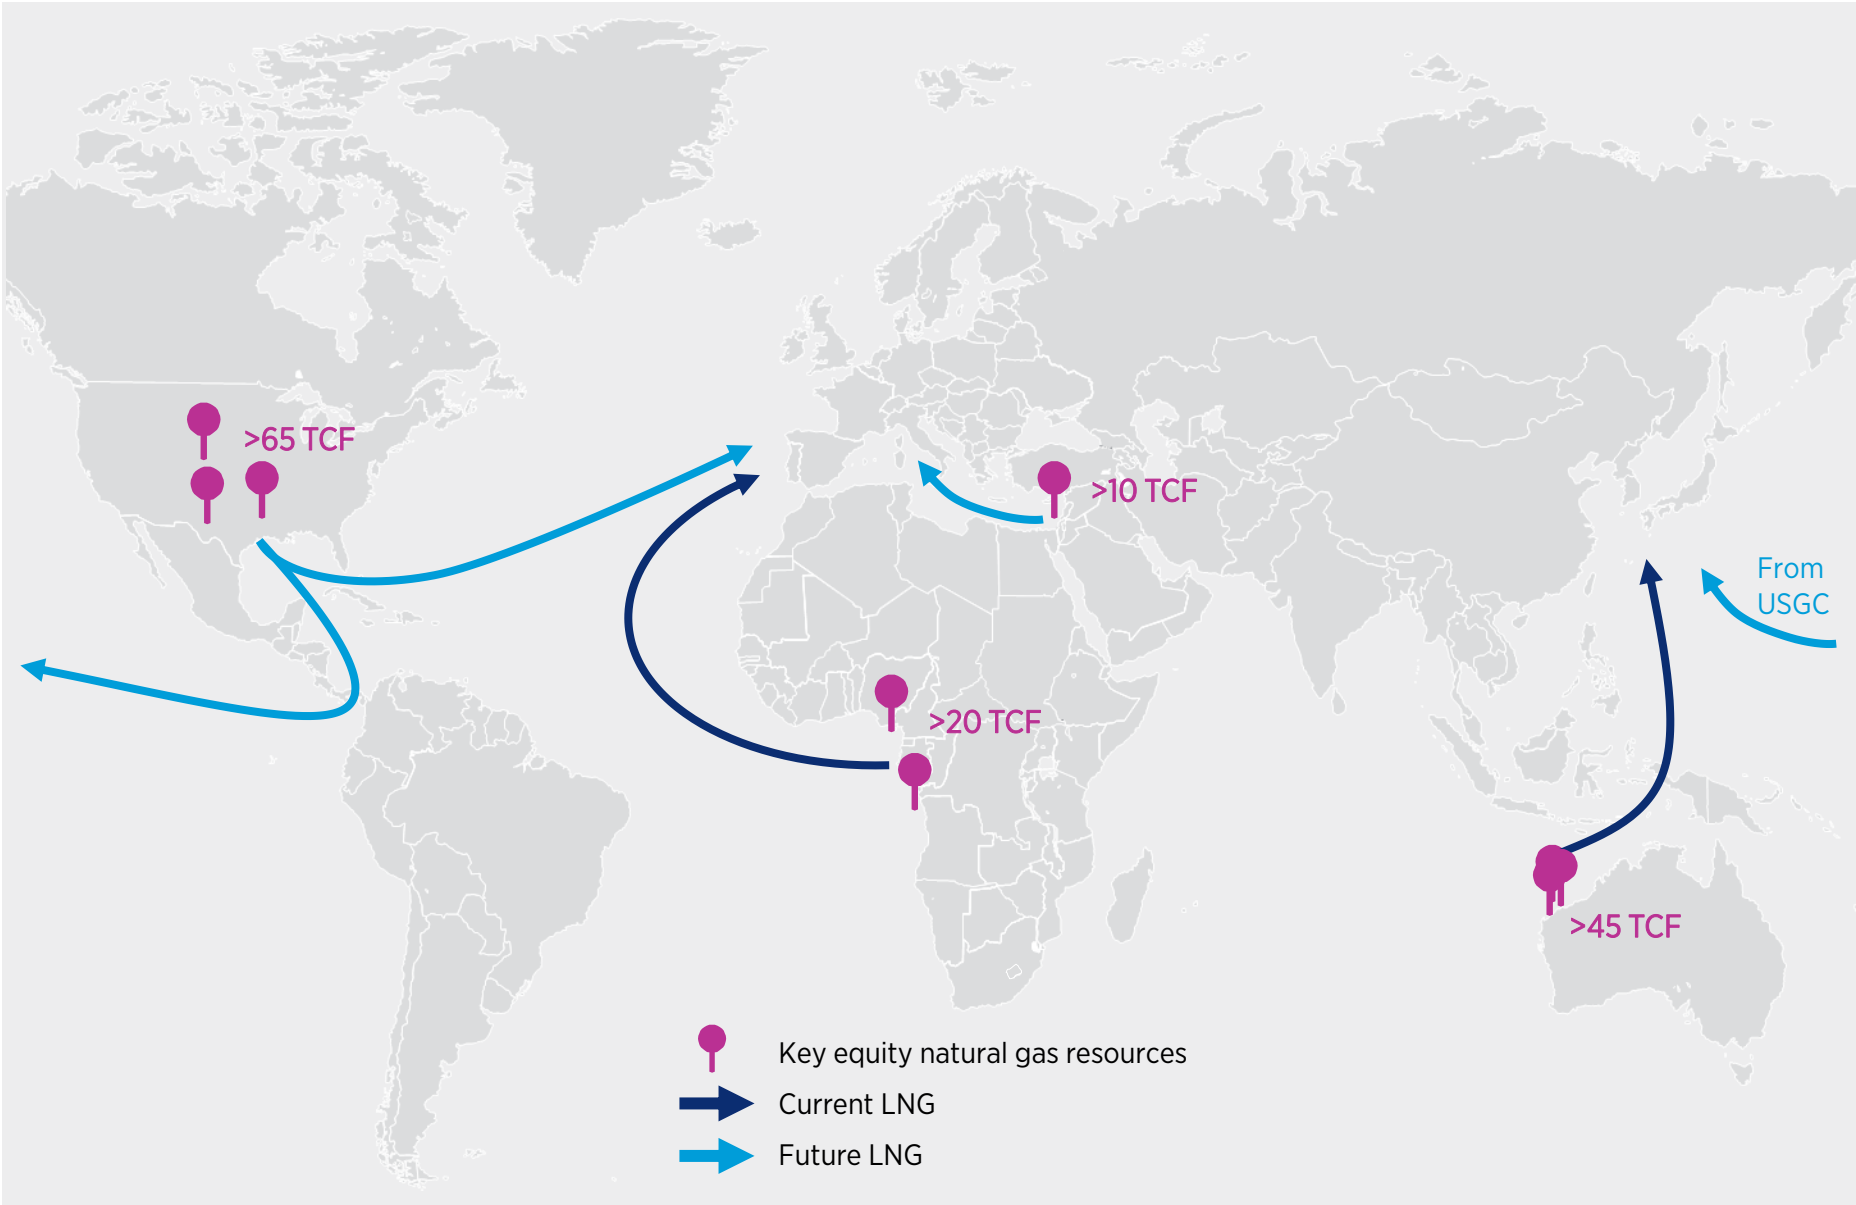 >65 TCF
>10 TCF
From
USGC
>20 TCF
>45 TCF
Key equity natural gas resources
Current LNG
Future LNG